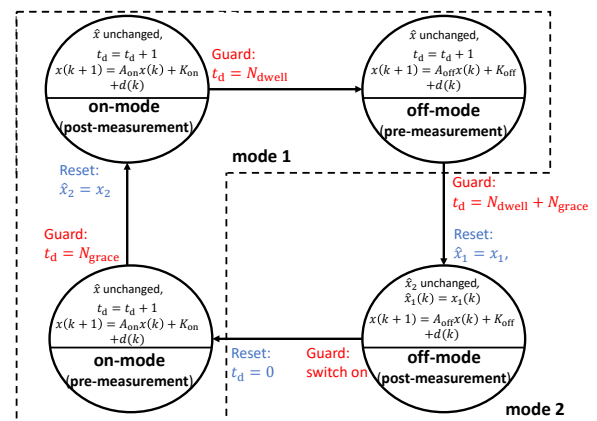 x̂ unchanged,
t_d = t_d + 1
x(k + 1) = A_on x(k) + K_on
+d(k)
on-mode
(post-measurement)
Guard:
t_d = N_dwell
x̂ unchanged,
t_d = t_d + 1
x(k + 1) = A_off x(k) + K_off
+d(k)
off-mode
(pre-measurement)
mode 1
Reset:
x̂_2 = x_2
Guard:
t_d = N_dwell + N_grace
Reset:
x̂_1 = x_1,
Guard:
t_d = N_grace
x̂ unchanged,
t_d = t_d + 1
x(k + 1) = A_on x(k) + K_on
+d(k)
on-mode
(pre-measurement)
Reset:
t_d = 0
Guard:
switch on
x̂_2 unchanged,
x̂_1(k) = x_1(k)
x(k + 1) = A_off x(k) + K_off
+d(k)
off-mode
(post-measurement)
mode 2